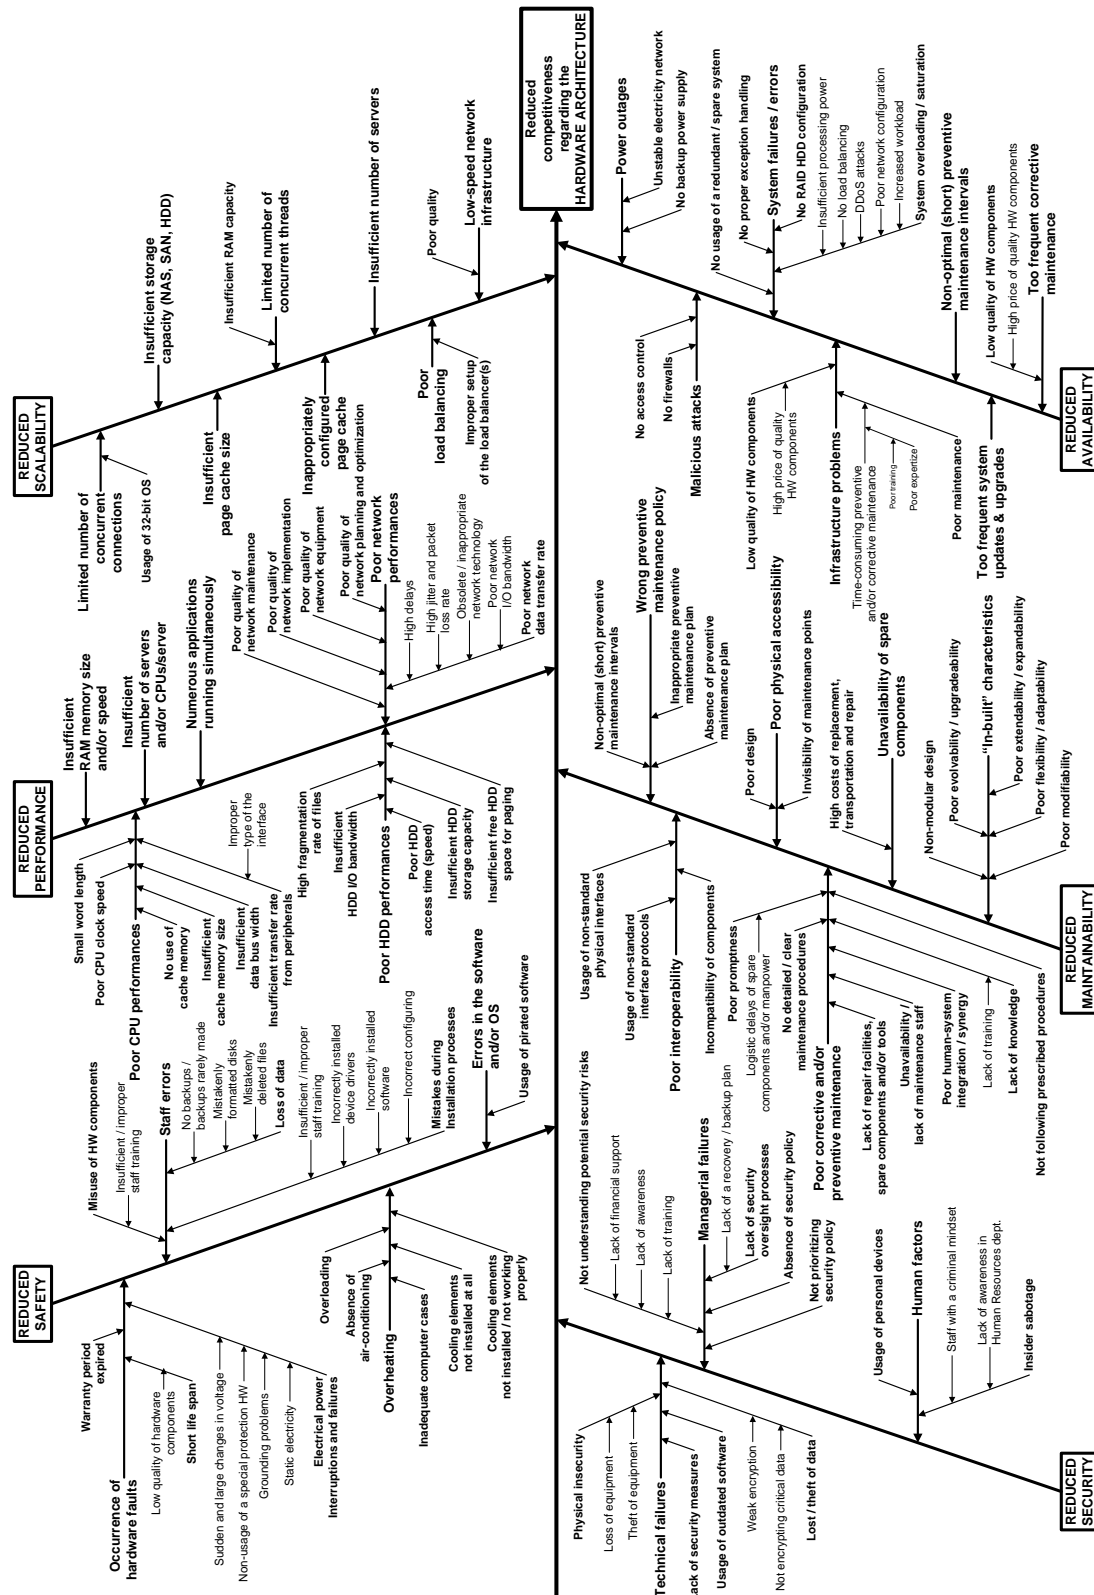 Reduced
competitiveness
regarding the
HARDWARE ARCHITECTURE
REDUCED
SAFETY
Occurrence of
hardware faults
Warranty period
expired
Low quality of hardware
components
Short life span
Sudden and large changes in voltage
Non-usage of a special protection HW
Grounding problems
Static electricity
Electrical power
Interruptions and failures
Misuse of HW components
Insufficient / improper
staff training
Staff errors
No backups /
backups rarely made
Mistakenly
formatted disks
Mistakenly
deleted files
Loss of data
Insufficient / improper
staff training
Incorrectly installed
device drivers
Incorrectly installed
software
Incorrect configuring
Mistakes during
Installation processes
Overloading
Absence of
air-conditioning
Overheating
Inadequate computer cases
Cooling elements
not installed at all
Cooling elements
not installed / not working
properly
Errors in the software
and/or OS
Usage of pirated software
REDUCED
PERFORMANCE
Insufficient
RAM memory size
and/or speed
Insufficient
number of servers
and/or CPUs/server
Numerous applications
running simultaneously
Small word length
Poor CPU clock speed
Poor CPU performances
No use of
cache memory
Insufficient
cache memory size
Insufficient
data bus width
Insufficient transfer rate
from peripherals
Improper
type of the
interface
High fragmentation
rate of files
Insufficient
HDD I/O bandwidth
Poor HDD performances
Poor HDD
access time (speed)
Insufficient HDD
storage capacity
Insufficient free HDD
space for paging
Poor quality of
network maintenance
Poor quality of
network implementation
Poor quality of
network equipment
Poor quality of
network planning and optimization
Poor network
performances
High delays
High jitter and packet
loss rate
Obsolete / inappropriate
network technology
Poor network
I/O bandwidth
Poor network
data transfer rate
REDUCED
SCALABILITY
Limited number of
concurrent
connections
Usage of 32-bit OS
Insufficient storage
capacity (NAS, SAN, HDD)
Insufficient
page cache size
Insufficient RAM capacity
Limited number of
concurrent threads
Inappropriately
configured
page cache
Insufficient number of servers
Poor
load balancing
Improper setup
of the load balancer(s)
Poor quality
Low-speed network
infrastructure
REDUCED
SECURITY
Physical insecurity
Loss of equipment
Theft of equipment
Technical failures
Lack of security measures
Usage of outdated software
Weak encryption
Not encrypting critical data
Lost / theft of data
Not understanding potential security risks
Lack of financial support
Lack of awareness
Lack of training
Managerial failures
Lack of a recovery / backup plan
Lack of security
oversight processes
Absence of security policy
Not prioritizing
security policy
Usage of personal devices
Human factors
Staff with a criminal mindset
Lack of awareness in
Human Resources dept.
Insider sabotage
REDUCED
MAINTAINABILITY
Usage of non-standard
physical interfaces
Usage of non-standard
interface protocols
Poor interoperability
Incompatibility of components
Poor promptness
Logistic delays of spare
components and/or manpower
No detailed / clear
maintenance procedures
Poor corrective and/or
preventive maintenance
Lack of repair facilities,
spare components and/or tools
Unavailability /
lack of maintenance staff
Poor human-system
integration / synergy
Lack of training
Lack of knowledge
Not following prescribed procedures
Non-optimal (short) preventive
maintenance intervals
Wrong preventive
maintenance policy
Inappropriate preventive
maintenance plan
Absence of preventive
maintenance plan
Poor design
Poor physical accessibility
Invisibility of maintenance points
High costs of replacement,
transportation and repair
Unavailability of spare
components
Non-modular design
Poor evolvability / upgradeability
“In-built” characteristics
Poor extendability / expandability
Poor flexibility / adaptability
Poor modifiability
REDUCED
AVAILABILITY
Power outages
Unstable electricity network
No backup power supply
No access control
No firewalls
Malicious attacks
No usage of a redundant / spare system
No proper exception handling
System failures / errors
No RAID HDD configuration
Insufficient processing power
No load balancing
DDoS attacks
Poor network configuration
Increased workload
System overloading / saturation
Low quality of HW components
High price of quality
HW components
Infrastructure problems
Time-consuming preventive
and/or corrective maintenance
Poor training
Poor expertize
Poor maintenance
Non-optimal (short) preventive
maintenance intervals
Too frequent system
updates & upgrades
Low quality of HW components
High price of quality HW components
Too frequent corrective
maintenance